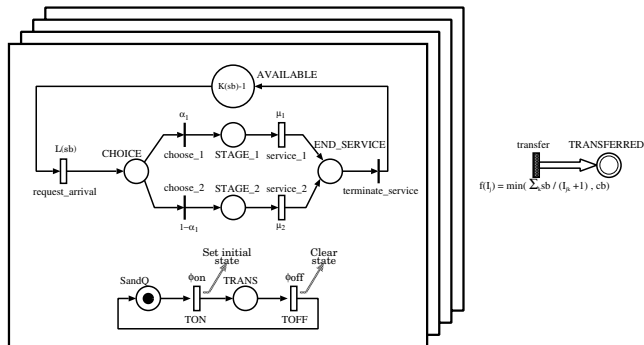 AVAILABLE
K(sb)-1
α1
μ1
L(sb)
CHOICE
END_SERVICE
choose_1
STAGE_1
service_1
request_arrival
choose_2
STAGE_2
service_2
terminate_service
1−α1
μ2
transfer
TRANSFERRED
f(Ij) = min( Σk sb / (Ijk +1) , cb)
Set initial
state
Clear
state
SandQ
ϕon
TRANS
ϕoff
TON
TOFF